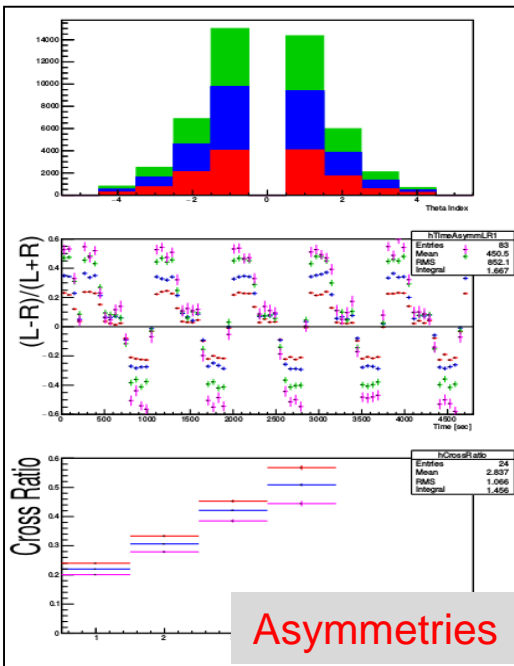 14000
12000
10000
8000
6000
4000
2000
0
−4
−2
0
2
4
Theta Index
(L-R)/(L+R)
0.6
0.4
0.2
0
−0.2
−0.4
−0.6
hTimeAsymmLR1
Entries 83
Mean 450.5
RMS 852.1
Integral 1.667
0
500
1000
1500
2000
2500
3000
3500
4000
4500
Time [sec]
Cross Ratio
0.6
0.5
0.4
0.3
0.2
0.1
0
hCrossRatio
Entries 24
Mean 2.837
RMS 1.066
Integral 1.456
1
2
Asymmetries